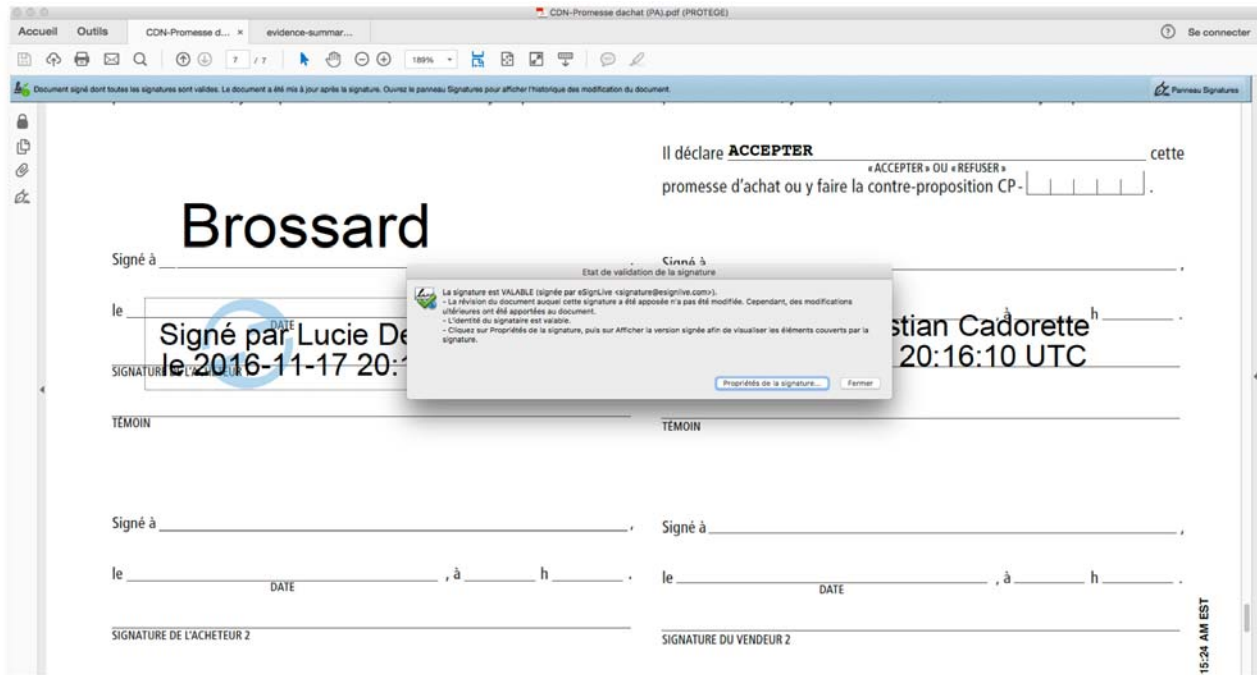 CDN-Promesse dachat (PA).pdf (PROTEGE)
Accueil Outils CDN-Promesse d... × evidence-summar... ? Se connecter
7 / 7 189%
Document signé dont toutes les signatures sont valides. Le document a été mis à jour après la signature. Ouvrez le panneau Signatures pour afficher l'historique des modification du document. Panneau Signatures
Il déclare ACCEPTER cette
« ACCEPTER » OU « REFUSER »
promesse d'achat ou y faire la contre-proposition CP- .
Brossard
Signé à , Signé à ,
Etat de validation de la signature
La signature est VALABLE (signée par eSignLive <signature@esignlive.com>).
- La révision du document auquel cette signature a été apposée n'a pas été modifiée. Cependant, des modifications
ultérieures ont été apportées au document.
- L'identité du signataire est valable.
- Cliquez sur Propriétés de la signature, puis sur Afficher la version signée afin de visualiser les éléments couverts par la
signature.
Propriétés de la signature... Fermer
le , à h .
DATE
Signé par Lucie De
le 2016-11-17 20:
stian Cadorette
20:16:10 UTC
SIGNATURE DE L'ACHETEUR 1
TÉMOIN TÉMOIN
Signé à , Signé à ,
le , à h . le , à h .
DATE DATE
SIGNATURE DE L'ACHETEUR 2 SIGNATURE DU VENDEUR 2
15:24 AM EST